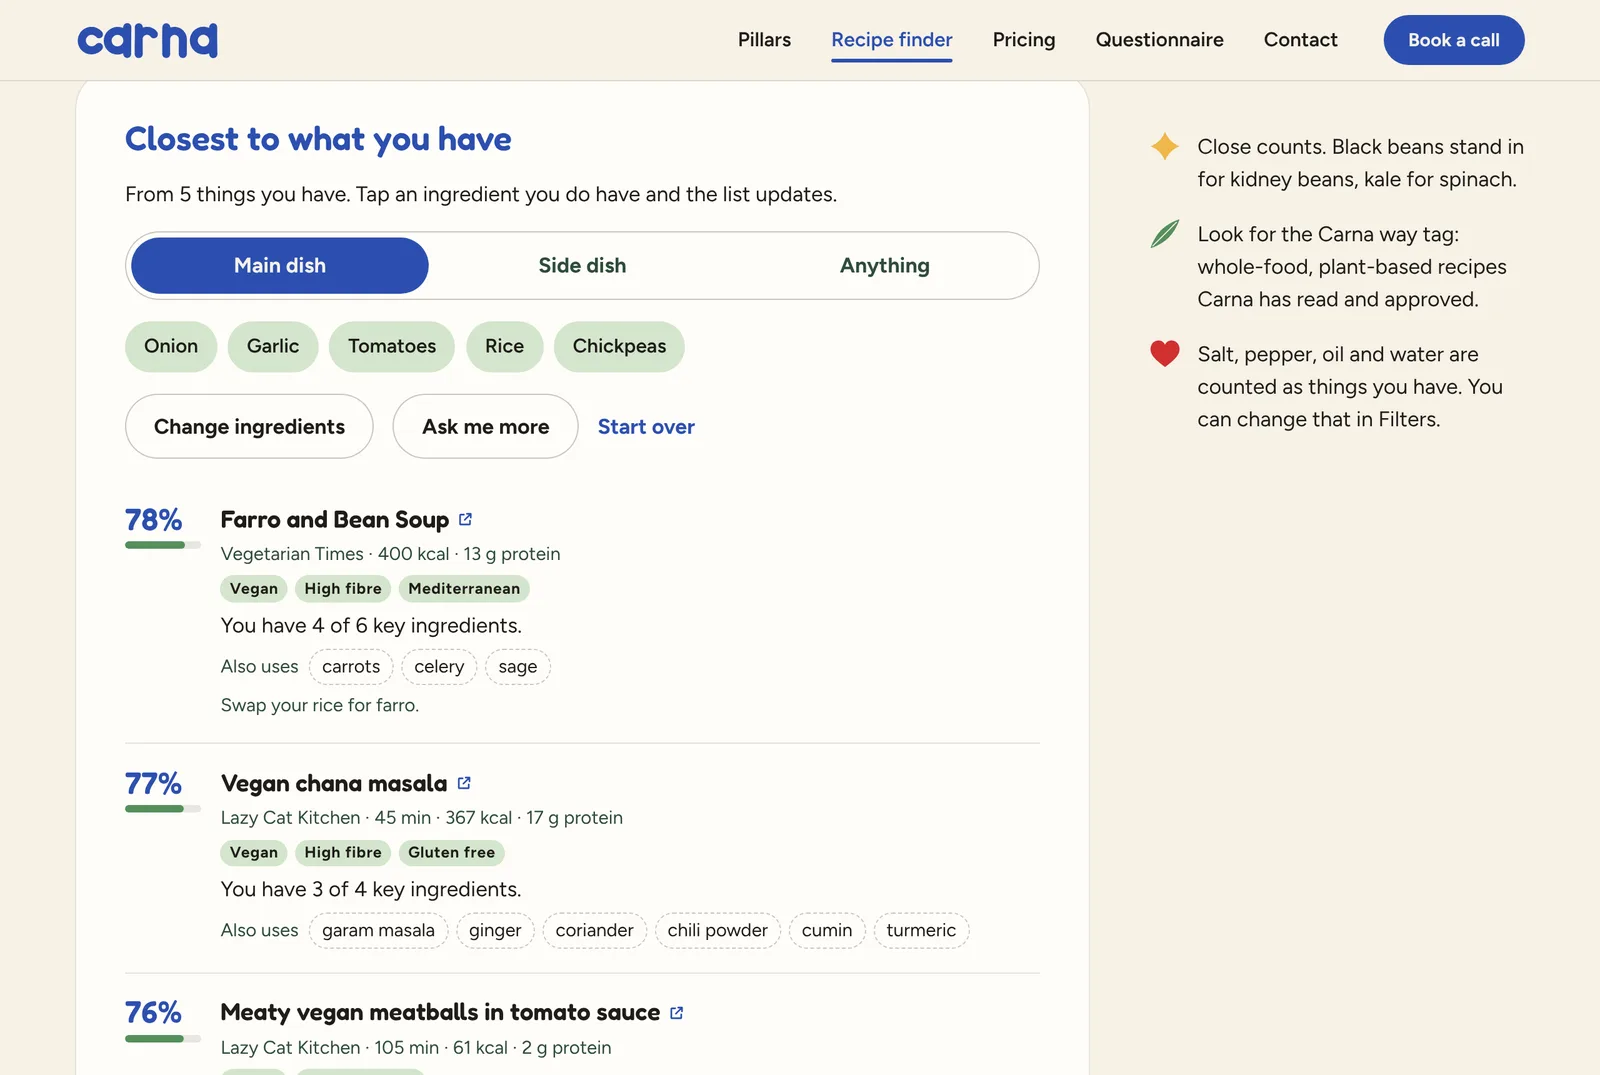 carna
Pillars
Recipe finder
Pricing
Questionnaire
Contact
Book a call
Closest to what you have
From 5 things you have. Tap an ingredient you do have and the list updates.
Main dish
Side dish
Anything
Onion
Garlic
Tomatoes
Rice
Chickpeas
Change ingredients
Ask me more
Start over
78%
Farro and Bean Soup
Vegetarian Times · 400 kcal · 13 g protein
Vegan
High fibre
Mediterranean
You have 4 of 6 key ingredients.
Also uses carrots celery sage
Swap your rice for farro.
77%
Vegan chana masala
Lazy Cat Kitchen · 45 min · 367 kcal · 17 g protein
Vegan
High fibre
Gluten free
You have 3 of 4 key ingredients.
Also uses garam masala ginger coriander chili powder cumin turmeric
76%
Meaty vegan meatballs in tomato sauce
Lazy Cat Kitchen · 105 min · 61 kcal · 2 g protein
Close counts. Black beans stand in
for kidney beans, kale for spinach.
Look for the Carna way tag:
whole-food, plant-based recipes
Carna has read and approved.
Salt, pepper, oil and water are
counted as things you have. You
can change that in Filters.